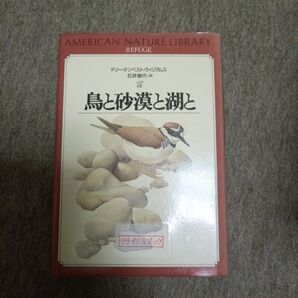 AMERICAN NATURE LIBRARY
REFUGE
テリー・テンペスト・ウィリアムス
石井倫代・訳
鳥と砂漠と湖と
リサイクルブック